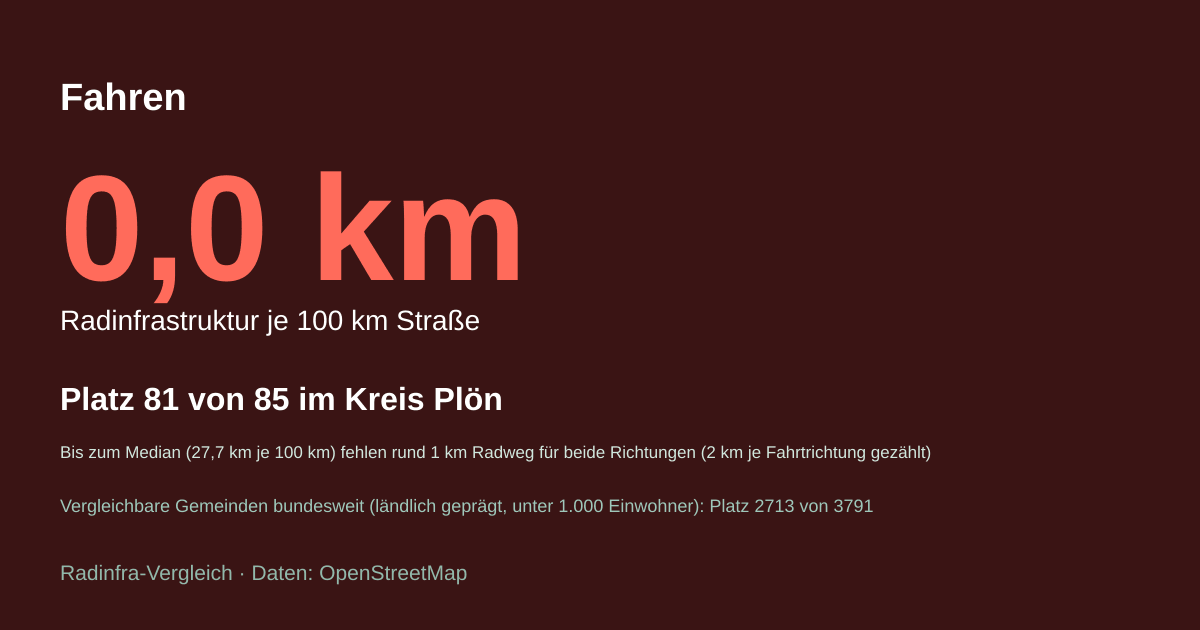 Fahren
0,0 km
Radinfrastruktur je 100 km Straße
Platz 81 von 85 im Kreis Plön
Bis zum Median (27,7 km je 100 km) fehlen rund 1 km Radweg für beide Richtungen (2 km je Fahrtrichtung gezählt)
Vergleichbare Gemeinden bundesweit (ländlich geprägt, unter 1.000 Einwohner): Platz 2713 von 3791
Radinfra-Vergleich · Daten: OpenStreetMap